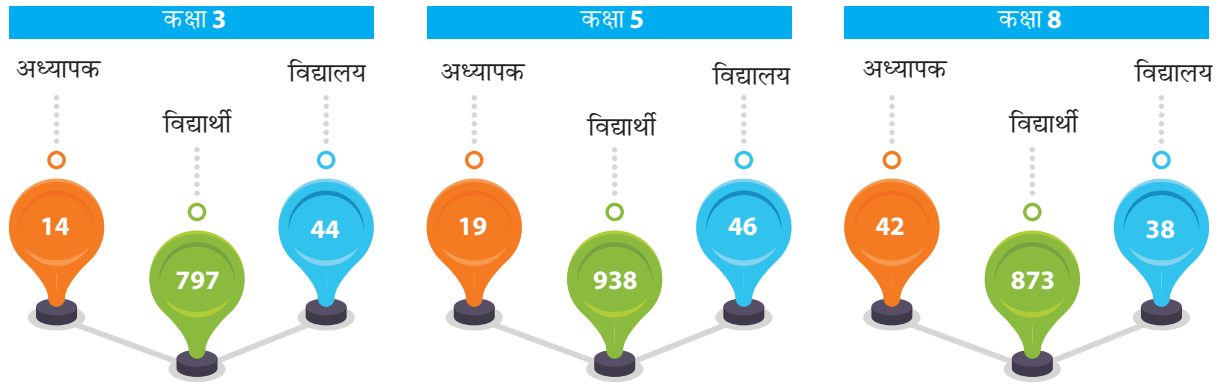 कक्षा 3
अध्यापक
विद्यार्थी
विद्यालय
14
797
44
कक्षा 5
अध्यापक
विद्यार्थी
विद्यालय
19
938
46
कक्षा 8
अध्यापक
विद्यार्थी
विद्यालय
42
873
38